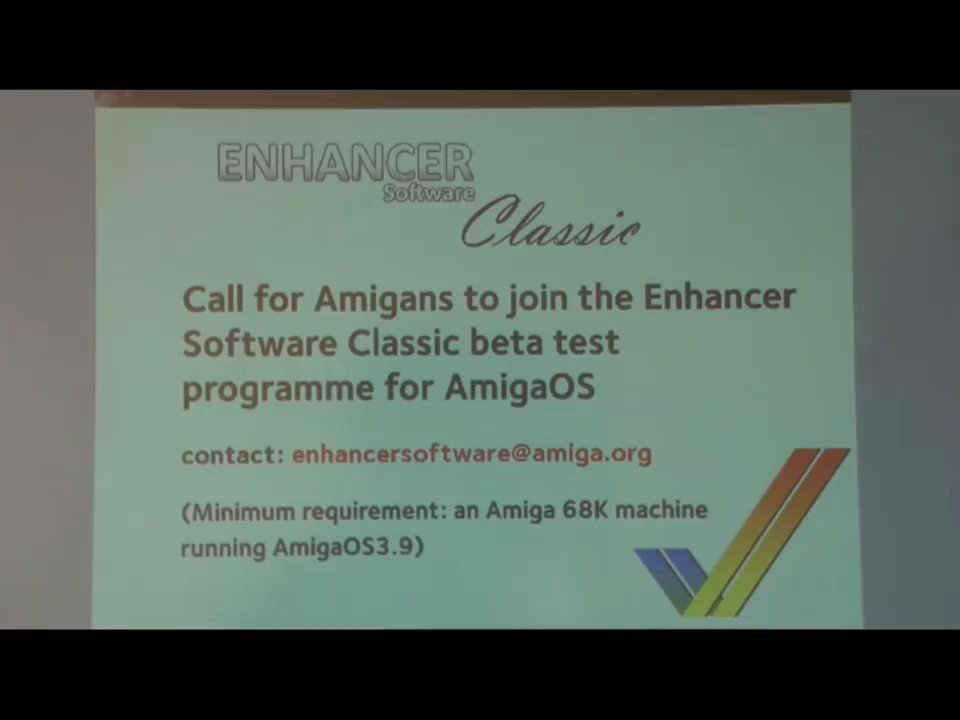 ENHANCER
Software
Classic
Call for Amigans to join the Enhancer
Software Classic beta test
programme for AmigaOS
contact: enhancersoftware@amiga.org
(Minimum requirement: an Amiga 68K machine
running AmigaOS3.9)